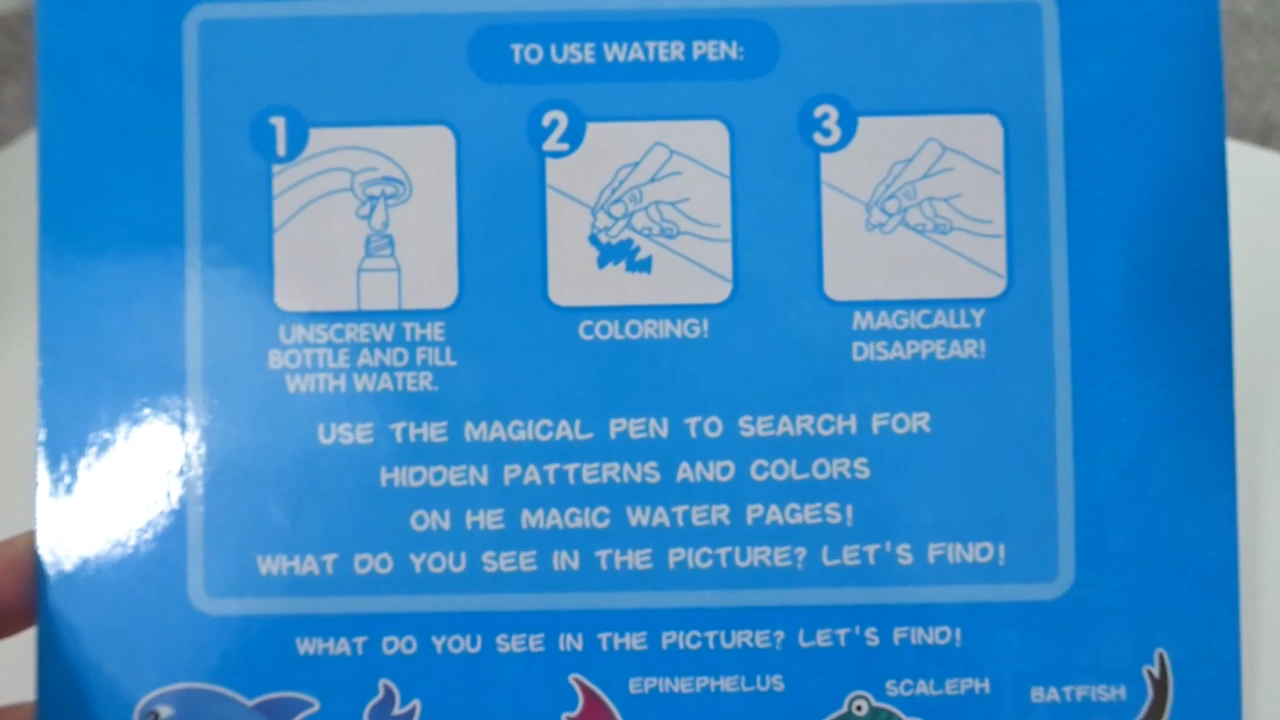 TO USE WATER PEN:
1
2
3
UNSCREW THE
BOTTLE AND FILL
WITH WATER.
COLORING!
MAGICALLY
DISAPPEAR!
USE THE MAGICAL PEN TO SEARCH FOR
HIDDEN PATTERNS AND COLORS
ON HE MAGIC WATER PAGES!
WHAT DO YOU SEE IN THE PICTURE? LET'S FIND!
WHAT DO YOU SEE IN THE PICTURE? LET'S FIND!
EPINEPHELUS
SCALEPH
BATFISH